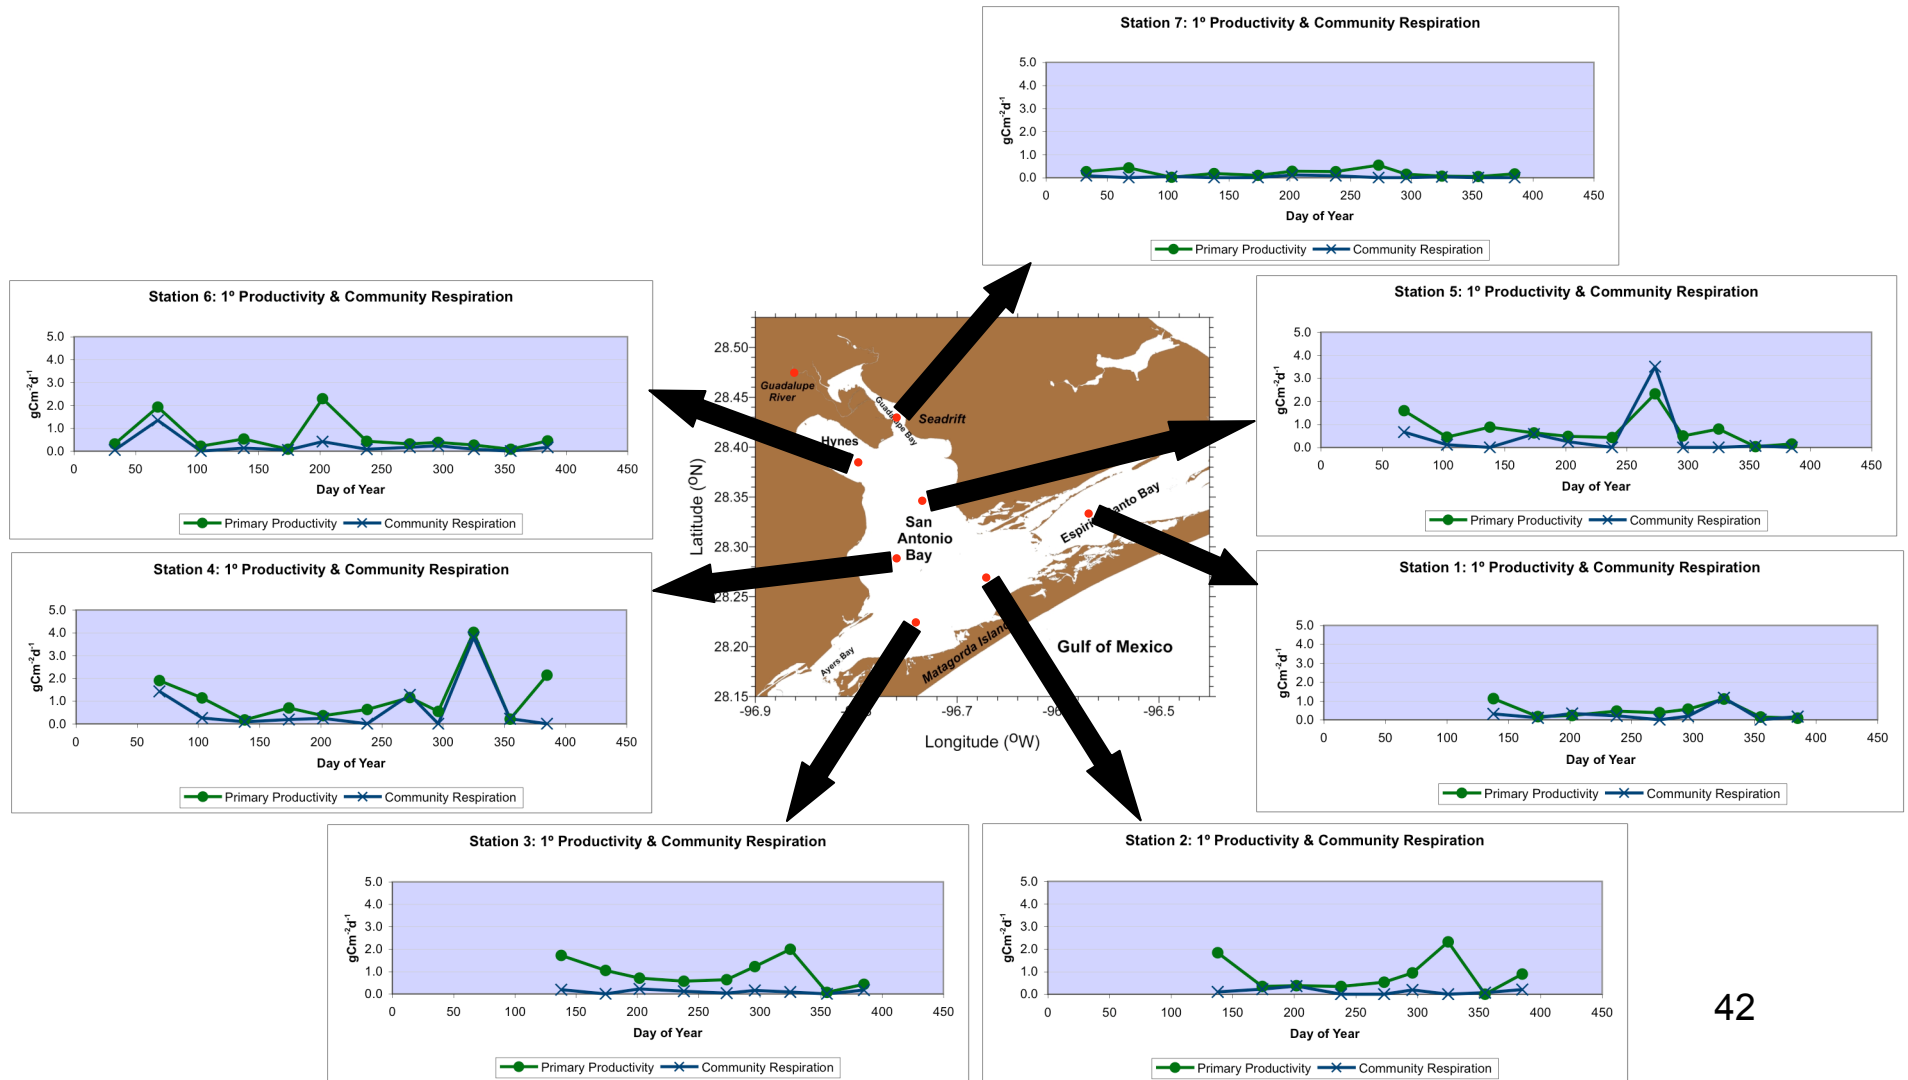 Station 7: 1º Productivity & Community Respiration
5.0
4.0
3.0
2.0
1.0
0.0
gCm-2d-1
0 50 100 150 200 250 300 350 400 450
Day of Year
Primary Productivity Community Respiration
Station 6: 1º Productivity & Community Respiration
5.0
4.0
3.0
2.0
1.0
0.0
gCm-2d-1
0 50 100 150 200 250 300 350 400 450
Day of Year
Primary Productivity Community Respiration
Station 5: 1º Productivity & Community Respiration
5.0
4.0
3.0
2.0
1.0
0.0
gCm-2d-1
0 50 100 150 200 250 300 350 400 450
Day of Year
Primary Productivity Community Respiration
28.50
28.45
28.40
28.35
28.30
28.25
28.20
28.15
Latitude (ºN)
Guadalupe
River
Seadrift
Bay
Hynes
San
Antonio
Bay
Bay
Ayers Bay
Gulf of Mexico
Matagorda
-96.9 -96.7 -96.5
Longitude (ºW)
Station 4: 1º Productivity & Community Respiration
5.0
4.0
3.0
2.0
1.0
0.0
gCm-2d-1
0 50 100 150 200 250 300 350 400 450
Day of Year
Primary Productivity Community Respiration
Station 1: 1º Productivity & Community Respiration
5.0
4.0
3.0
2.0
1.0
0.0
gCm-2d-1
0 50 100 150 200 250 300 350 400 450
Day of Year
Primary Productivity Community Respiration
Station 3: 1º Productivity & Community Respiration
5.0
4.0
3.0
2.0
1.0
0.0
gCm-2d-1
0 50 100 150 200 250 300 350 400 450
Day of Year
Primary Productivity Community Respiration
Station 2: 1º Productivity & Community Respiration
5.0
4.0
3.0
2.0
1.0
0.0
gCm-2d-1
0 50 100 150 200 250 300 350 400 450
Day of Year
Primary Productivity Community Respiration
42